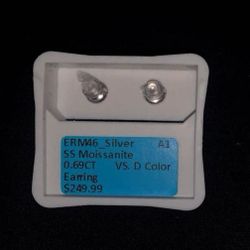 ERM46_Silver A1
SS Moissanite
0.69CT VS. D Color
Earring
$249.99